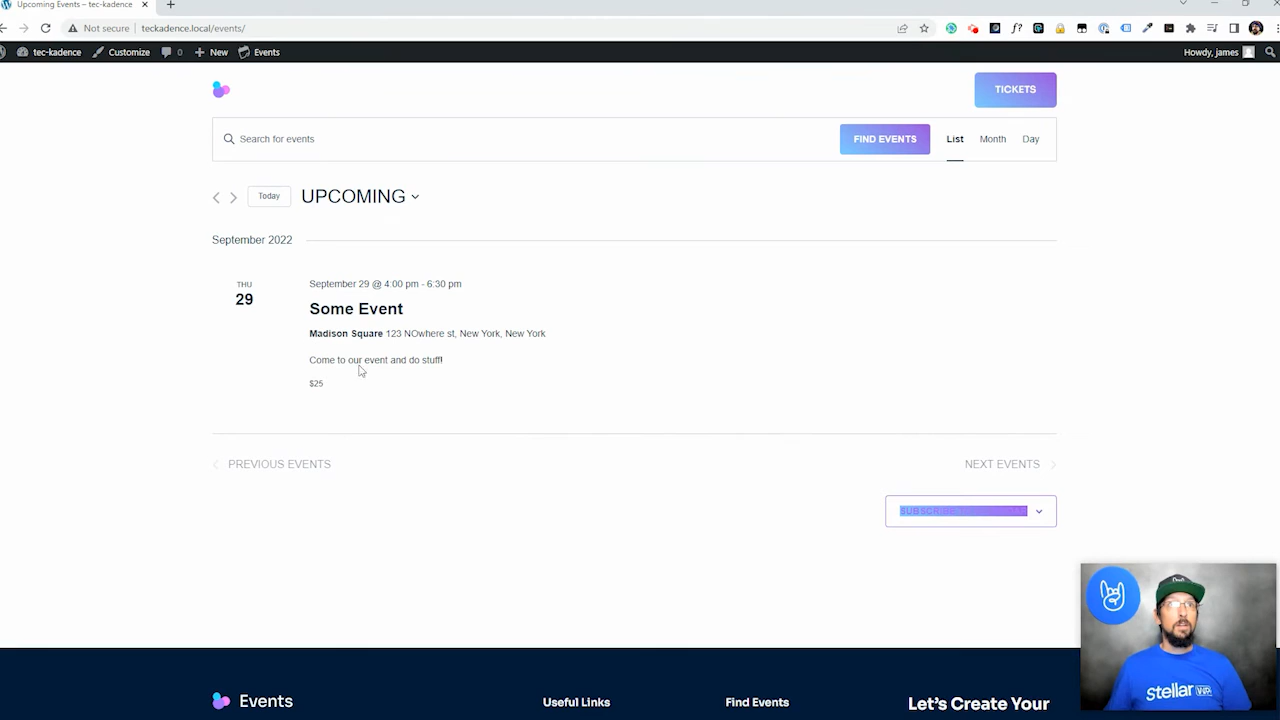 Upcoming Events – tec-kadence
Not secure teckadence.local/events/
tec-kadence Customize 0 New Events Howdy, james
TICKETS
Search for events FIND EVENTS List Month Day
Today UPCOMING
September 2022
THU
29
September 29 @ 4:00 pm - 6:30 pm
Some Event
Madison Square 123 NOwhere st, New York, New York
Come to our event and do stuff!
$25
PREVIOUS EVENTS NEXT EVENTS
Events Useful Links Find Events Let's Create Your
stellar WP